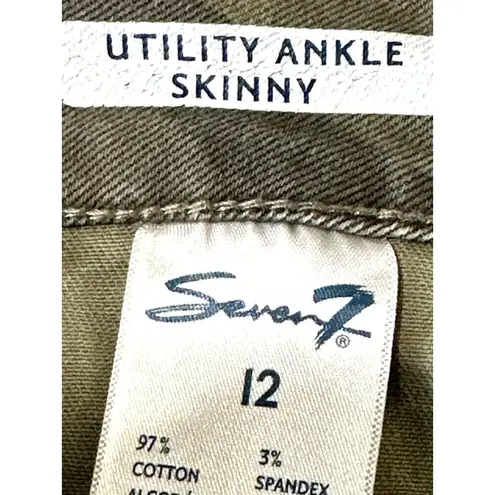 UTILITY ANKLE
SKINNY
Seven7®
12
97% 3%
COTTON SPANDEX